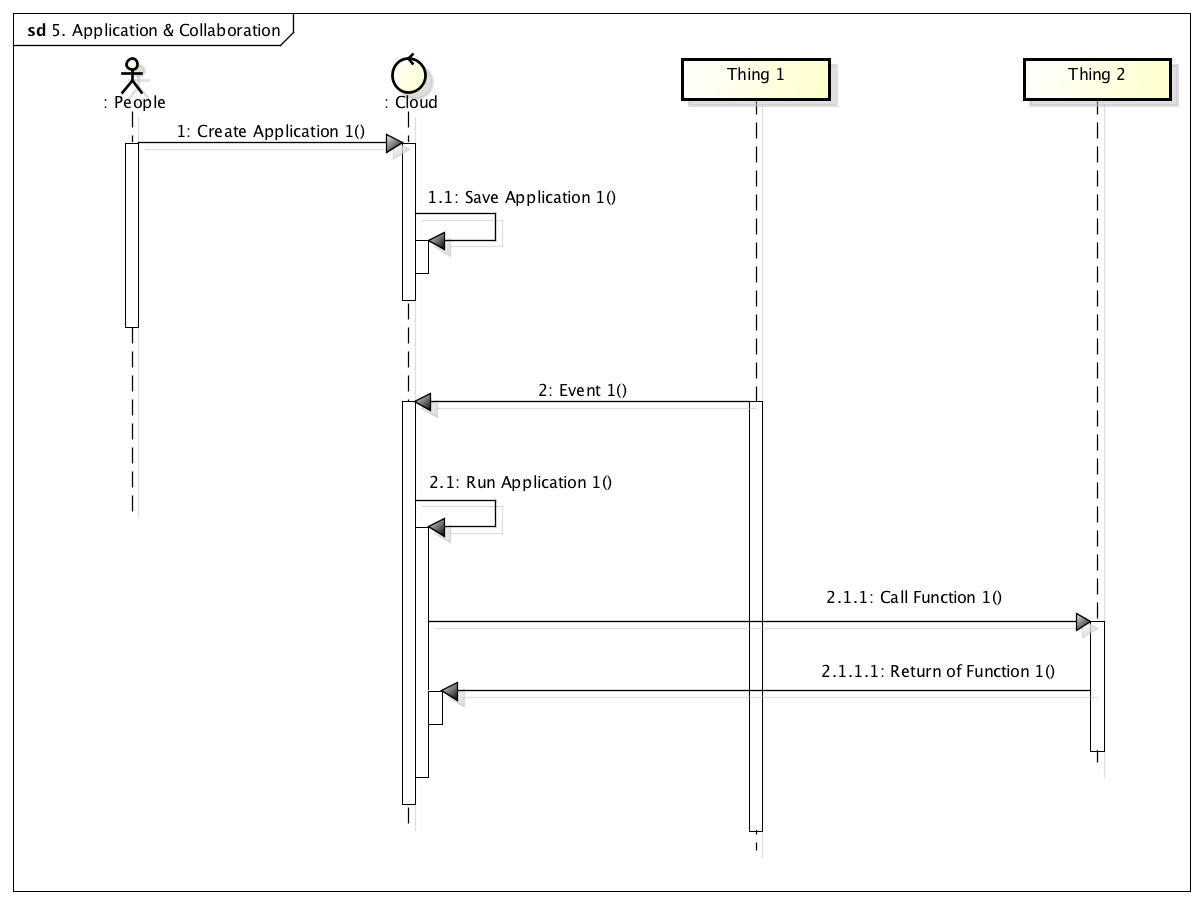 sd 5. Application & Collaboration
: People
: Cloud
Thing 1
Thing 2
1: Create Application 1()
1.1: Save Application 1()
2: Event 1()
2.1: Run Application 1()
2.1.1: Call Function 1()
2.1.1.1: Return of Function 1()